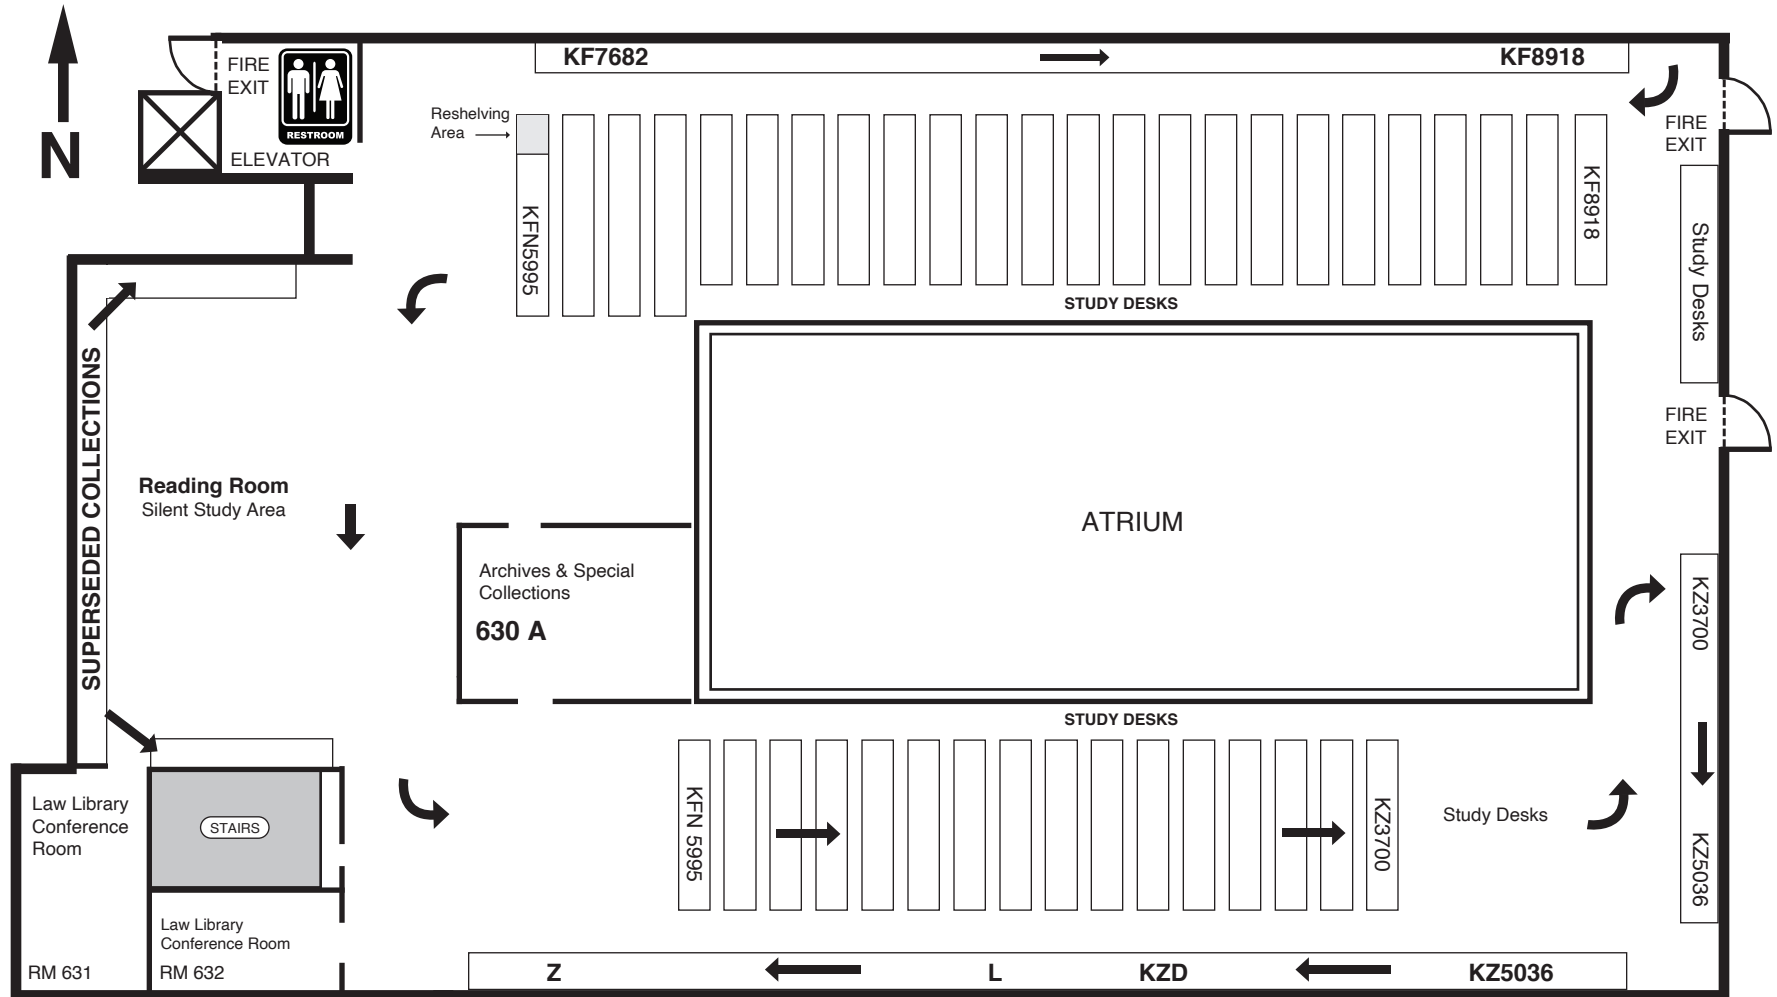 KF7682
KF8918
FIRE
EXIT
RESTROOM
ELEVATOR
N
Reshelving
Area
FIRE
EXIT
KFN5995
KF8918
Study Desks
STUDY DESKS
SUPERSEDED COLLECTIONS
FIRE
EXIT
Reading Room
Silent Study Area
ATRIUM
Archives & Special
Collections
630 A
KZ3700
STUDY DESKS
Law Library
Conference
Room
STAIRS
KFN 5995
KZ3700
Study Desks
KZ5036
Law Library
Conference Room
RM 631
RM 632
Z
L
KZD
KZ5036